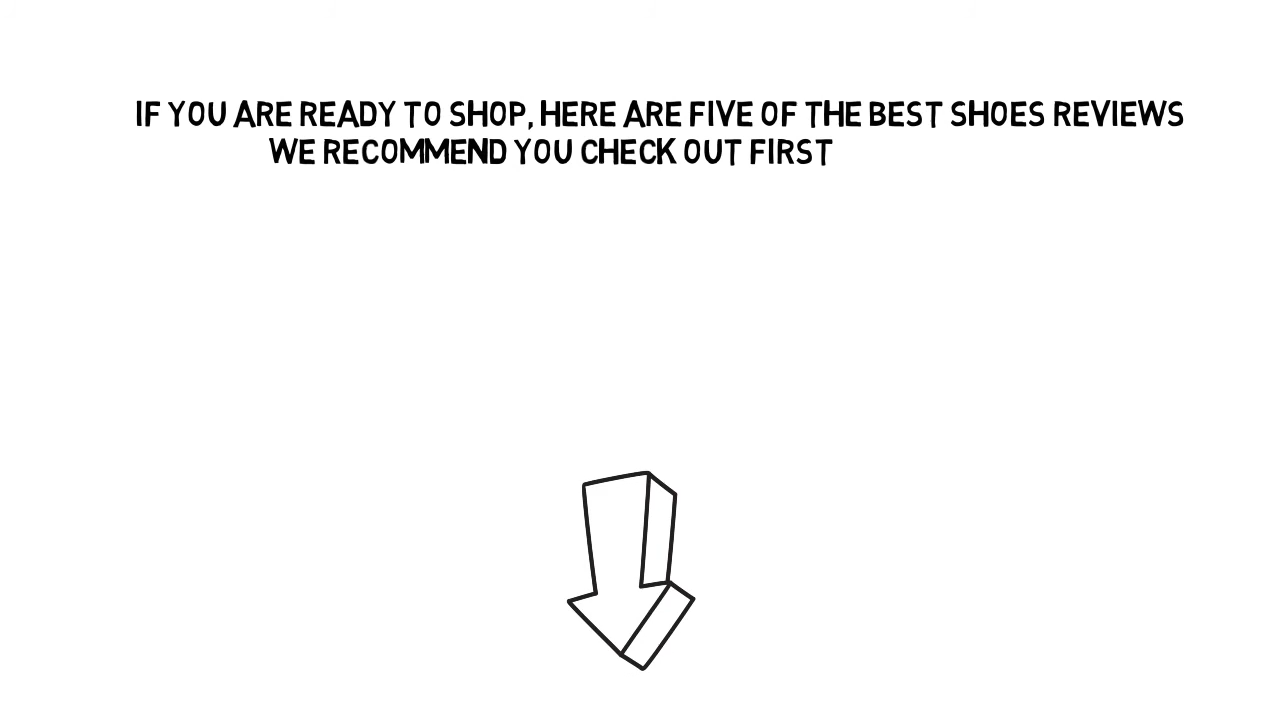 IF YOU ARE READY TO SHOP, HERE ARE FIVE OF THE BEST SHOES REVIEWS
WE RECOMMEND YOU CHECK OUT FIRST